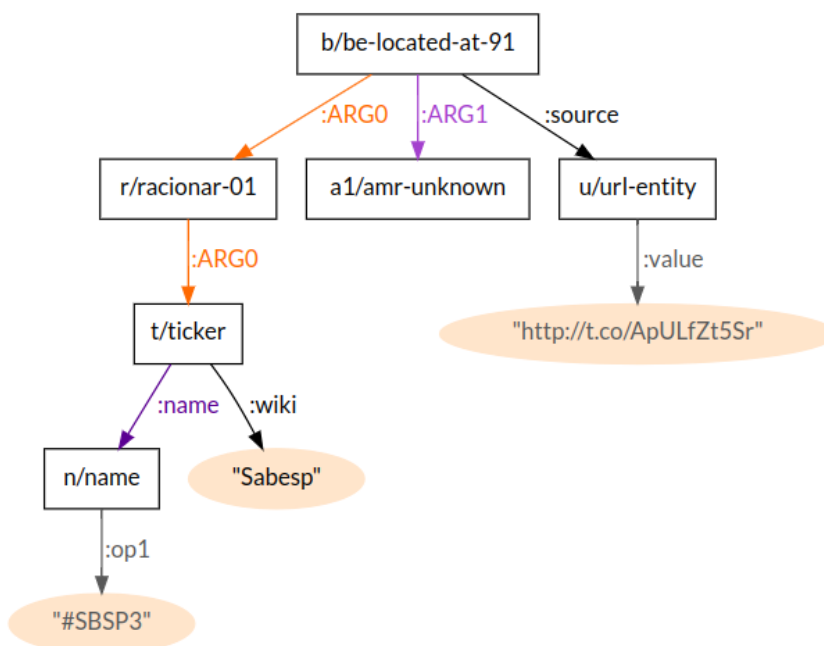 b/be-located-at-91
:ARG0 :ARG1 :source
r/racionar-01 a1/amr-unknown u/url-entity
:ARG0 :value
t/ticker "http://t.co/ApULfZt5Sr"
:name :wiki
n/name "Sabesp"
:op1
"#SBSP3"